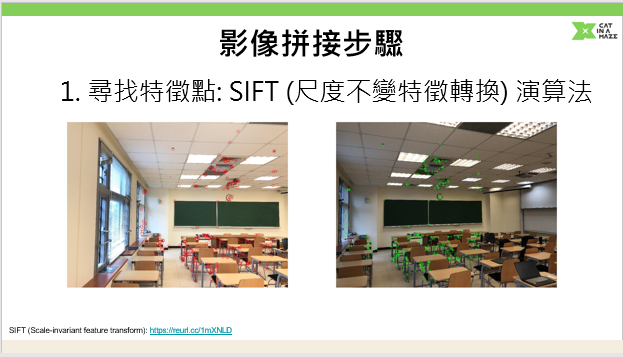 影像拼接步驟
CAT
IN A
MAZE
1. 尋找特徵點: SIFT (尺度不變特徵轉換) 演算法
SIFT (Scale-invariant feature transform): https://reurl.cc/1mXNLD